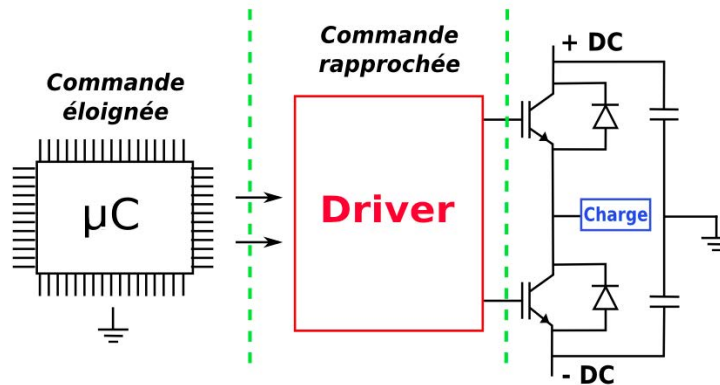 Commande
éloignée
µC
Commande
rapprochée
Driver
+ DC
Charge
- DC